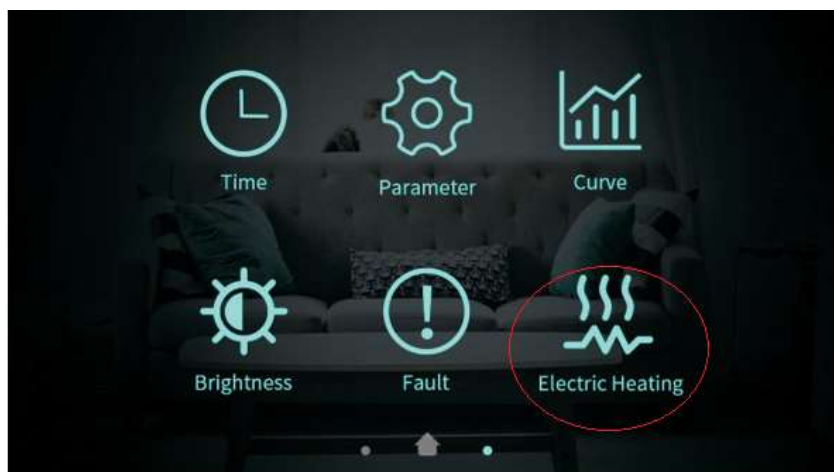 Time
Parameter
Curve
Brightness
Fault
Electric Heating